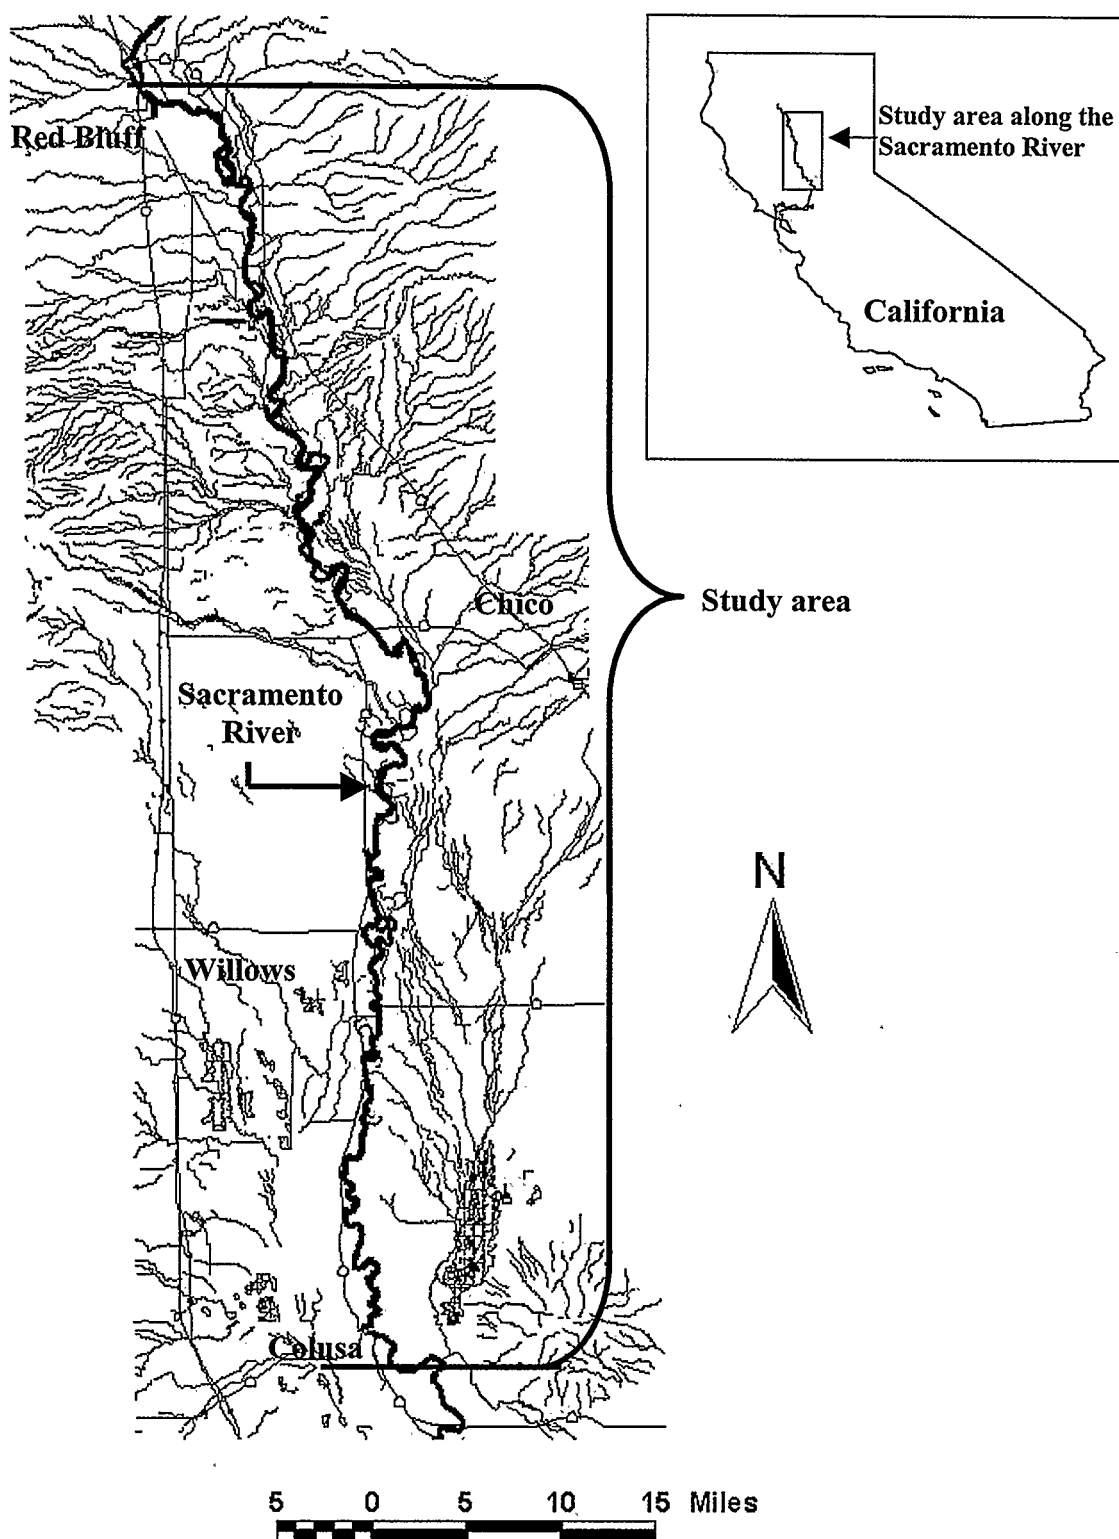 Red Bluff
Study area along the
Sacramento River
California
Chico
Study area
Sacramento
River
N
Willows
Colusa
5 0 5 10 15 Miles